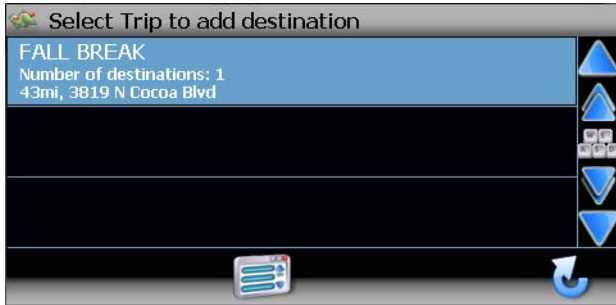 Select Trip to add destination
FALL BREAK
Number of destinations: 1
43mi, 3819 N Cocoa Blvd